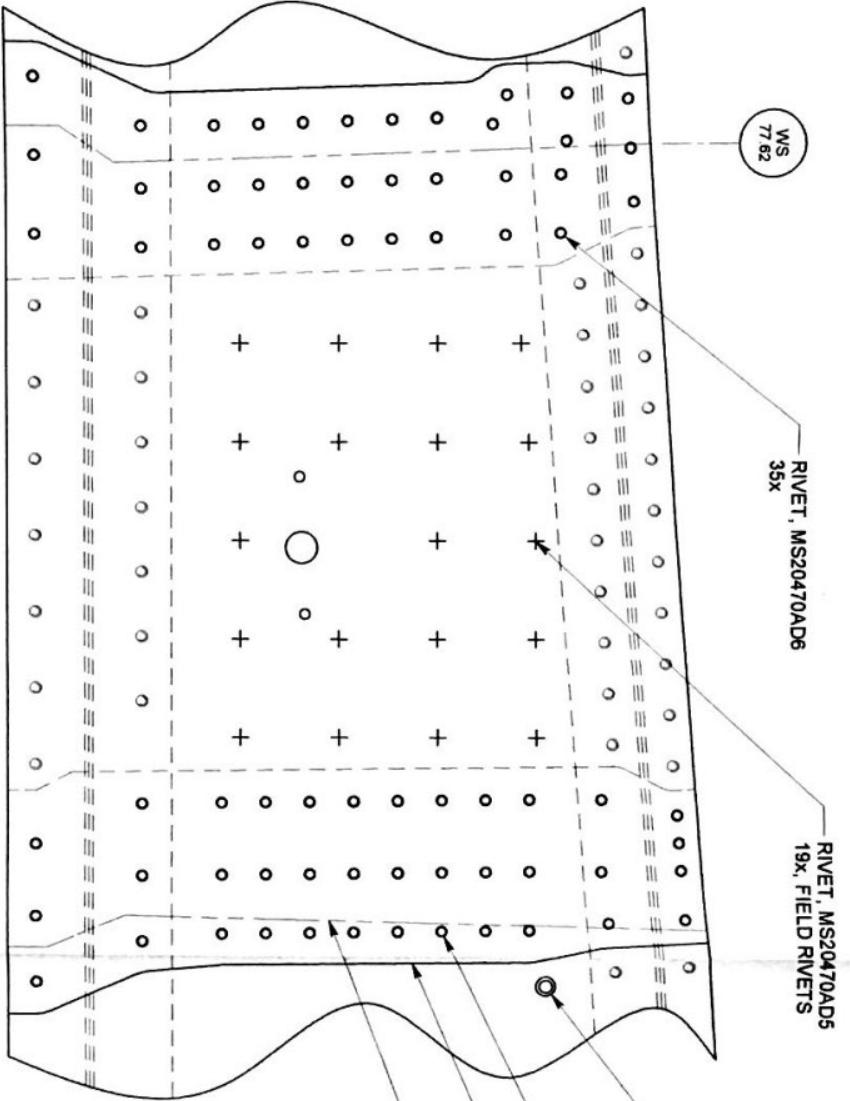 WS
77.62
RIVET, MS20470AD6
35x
RIVET, MS20470AD5
19x, FIELD RIVETS